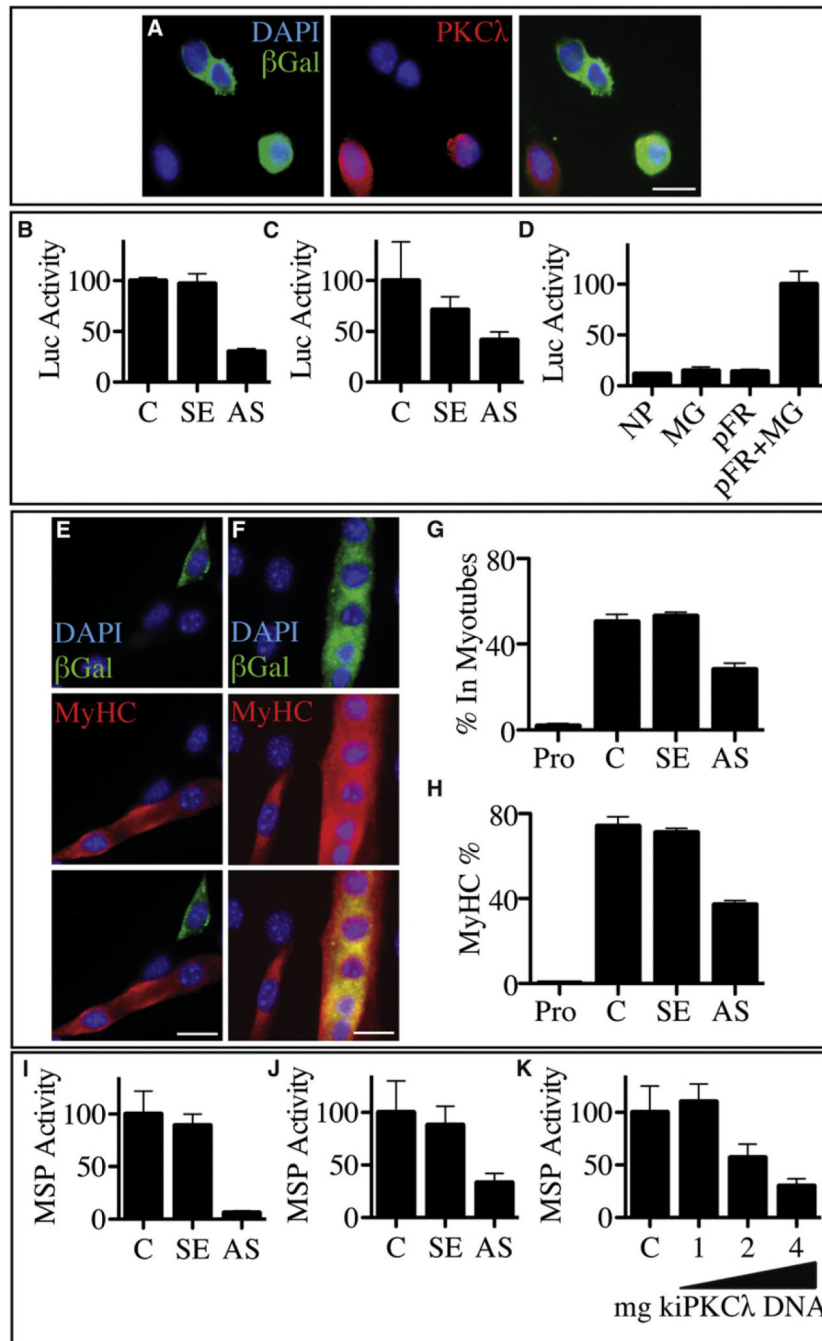 A
DAPI
βGal
PKCλ
B
Luc Activity
100
50
0
C SE AS
C
Luc Activity
100
50
0
C SE AS
D
Luc Activity
100
50
0
NP MG pFR pFR+MG
E
DAPI
βGal
MyHC
F
DAPI
βGal
MyHC
G
% In Myotubes
80
40
0
Pro C SE AS
H
MyHC %
80
40
0
Pro C SE AS
I
MSP Activity
100
50
0
C SE AS
J
MSP Activity
100
50
0
C SE AS
K
MSP Activity
100
50
0
C 1 2 4
mg kiPKCλ DNA